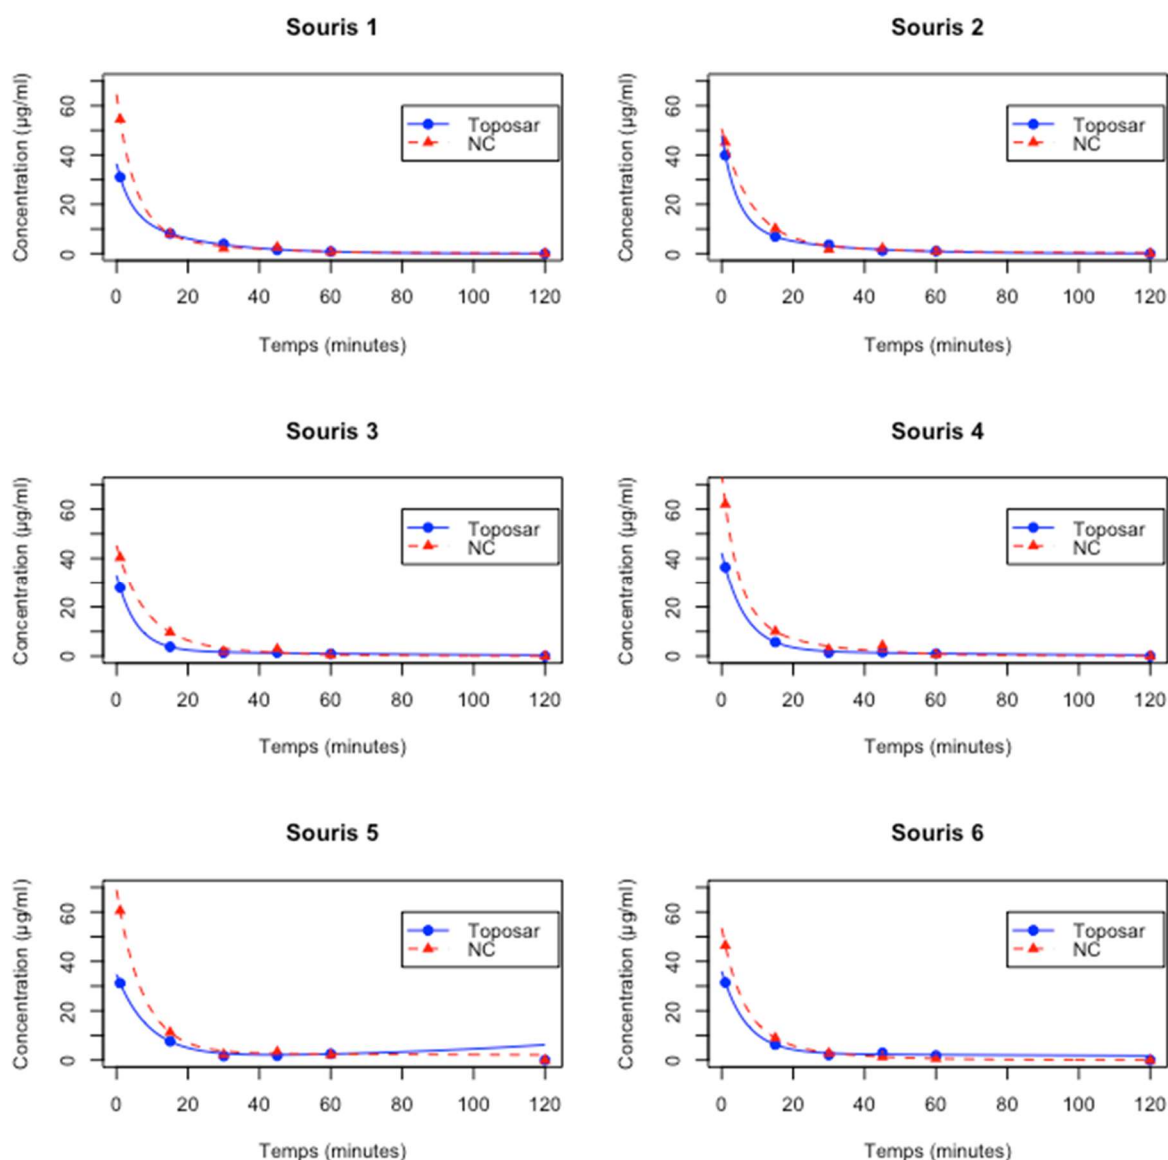 Souris 1
Concentration (µg/ml)
60
40
20
0
Toposar
NC
0 20 40 60 80 100 120
Temps (minutes)
Souris 2
Concentration (µg/ml)
60
40
20
0
Toposar
NC
0 20 40 60 80 100 120
Temps (minutes)
Souris 3
Concentration (µg/ml)
60
40
20
0
Toposar
NC
0 20 40 60 80 100 120
Temps (minutes)
Souris 4
Concentration (µg/ml)
60
40
20
0
Toposar
NC
0 20 40 60 80 100 120
Temps (minutes)
Souris 5
Concentration (µg/ml)
60
40
20
0
Toposar
NC
0 20 40 60 80 100 120
Temps (minutes)
Souris 6
Concentration (µg/ml)
60
40
20
0
Toposar
NC
0 20 40 60 80 100 120
Temps (minutes)